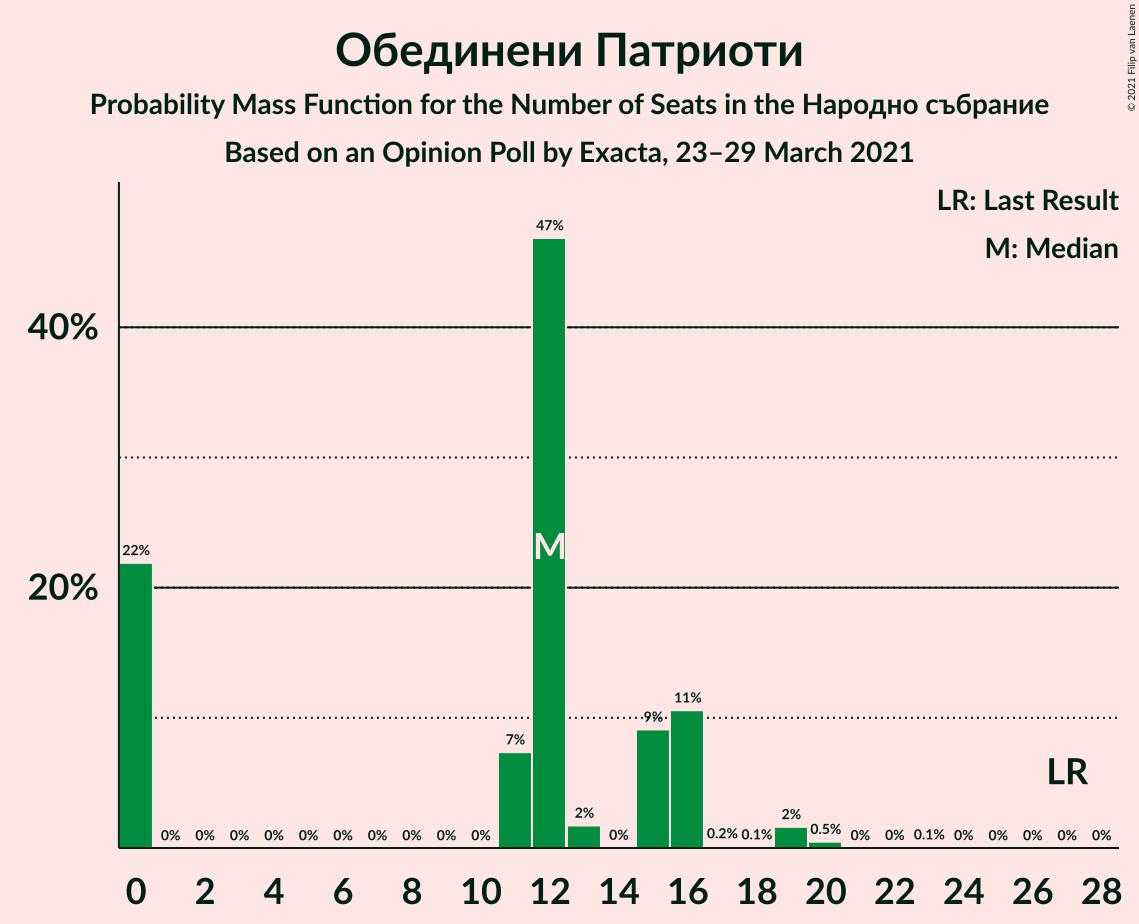 Обединени Патриоти
Probability Mass Function for the Number of Seats in the Народно събрание
Based on an Opinion Poll by Exacta, 23–29 March 2021
© 2021 Filip van Laenen
LR: Last Result
M: Median
47%
40%
M
22%
20%
11%
9%
7%
LR
2%
2%
0% 0% 0% 0% 0% 0% 0% 0% 0% 0% 0% 0.2% 0.1% 0.5% 0% 0% 0.1% 0% 0% 0% 0% 0%
0 2 4 6 8 10 12 14 16 18 20 22 24 26 28